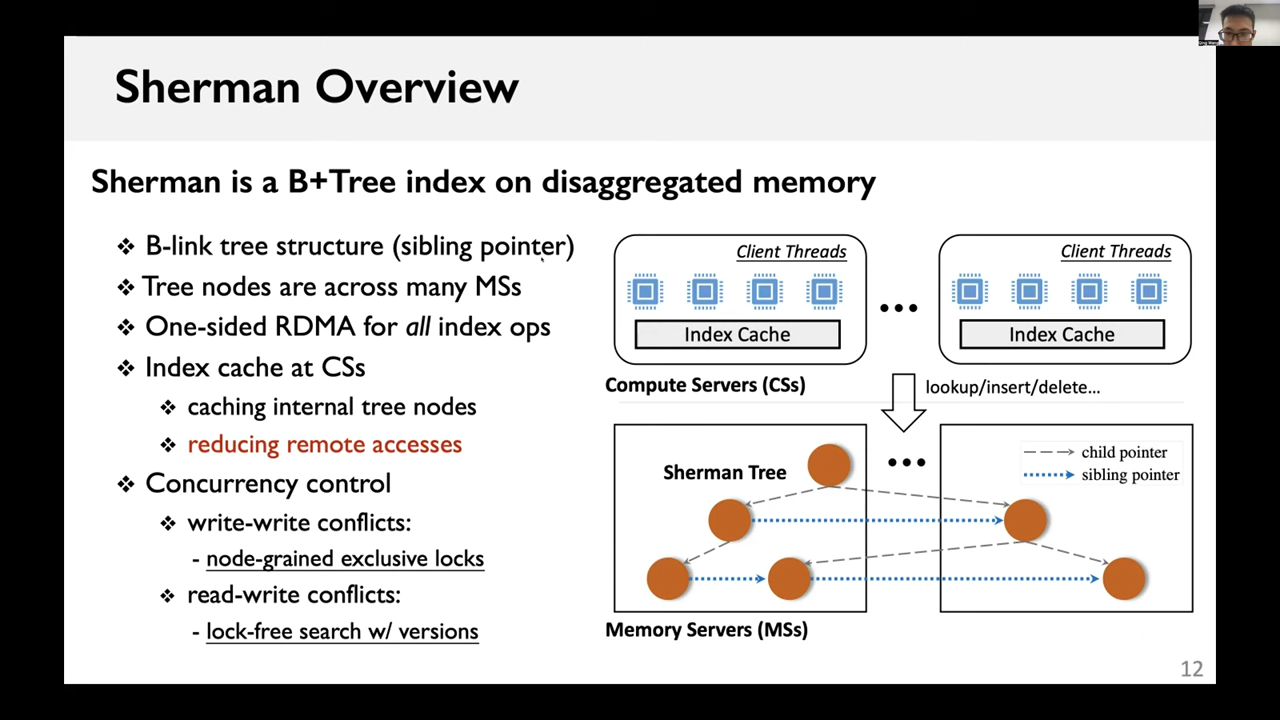 Sherman Overview
Sherman is a B+Tree index on disaggregated memory
❖ B-link tree structure (sibling pointer)
❖ Tree nodes are across many MSs
❖ One-sided RDMA for all index ops
❖ Index cache at CSs
❖ caching internal tree nodes
❖ reducing remote accesses
❖ Concurrency control
❖ write-write conflicts:
- node-grained exclusive locks
❖ read-write conflicts:
- lock-free search w/ versions
Client Threads
Index Cache
•••
Client Threads
Index Cache
Compute Servers (CSs)
lookup/insert/delete...
Sherman Tree
•••
child pointer
sibling pointer
Memory Servers (MSs)
12